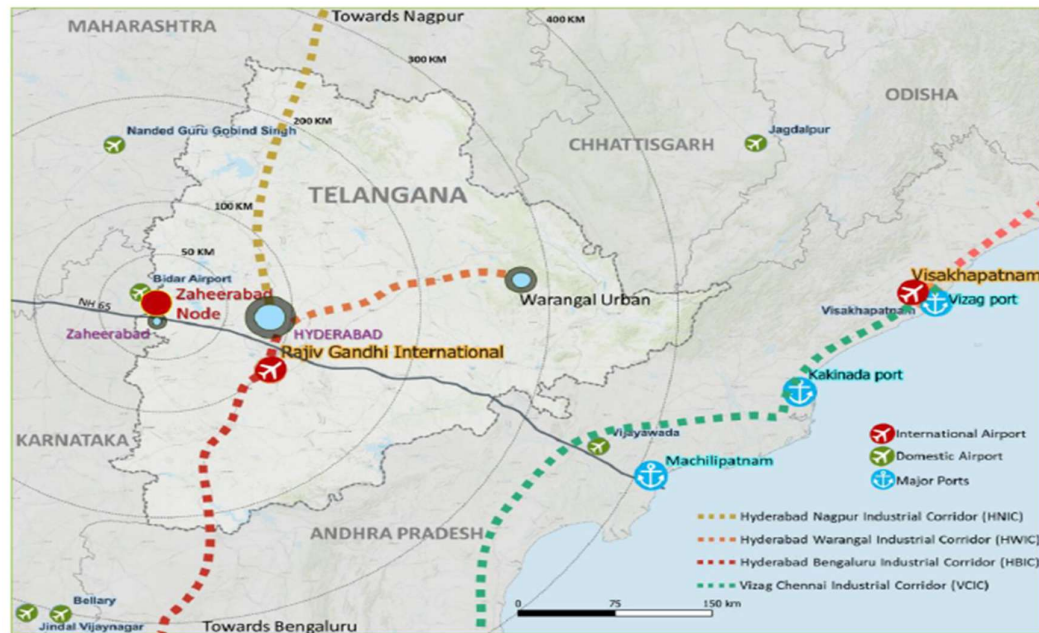 Towards Nagpur
MAHARASHTRA
400 KM
300 KM
ODISHA
200 KM
Nanded Guru Gobind Singh
Jagdalpur
CHHATTISGARH
TELANGANA
100 KM
50 KM
Bidar Airport
Visakhapatnam
NH 65
Zaheerabad
Node
Warangal Urban
Visakhapatnam
Vizag port
Zaheerabad
HYDERABAD
Rajiv Gandhi International
Kakinada port
KARNATAKA
Vijayawada
International Airport
Machilipatnam
Domestic Airport
Major Ports
ANDHRA PRADESH
Hyderabad Nagpur Industrial Corridor (HNIC)
Hyderabad Warangal Industrial Corridor (HWIC)
Hyderabad Bengaluru Industrial Corridor (HBIC)
Vizag Chennai Industrial Corridor (VCIC)
Bellary
0 75 150 km
Jindal Vijaynagar
Towards Bengaluru